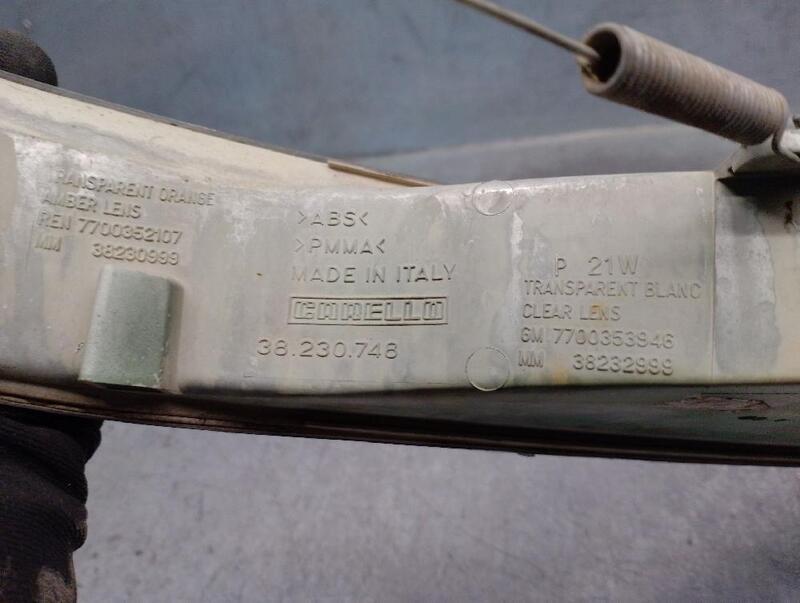 TRANSPARENT ORANGE
AMBER LENS
REN 7700352107
MM 38230999
>ABS<
>PMMA<
MADE IN ITALY
CARELLO
38.230.748
P 21W
TRANSPARENT BLANC
CLEAR LENS
GM 7700353946
MM 38232999